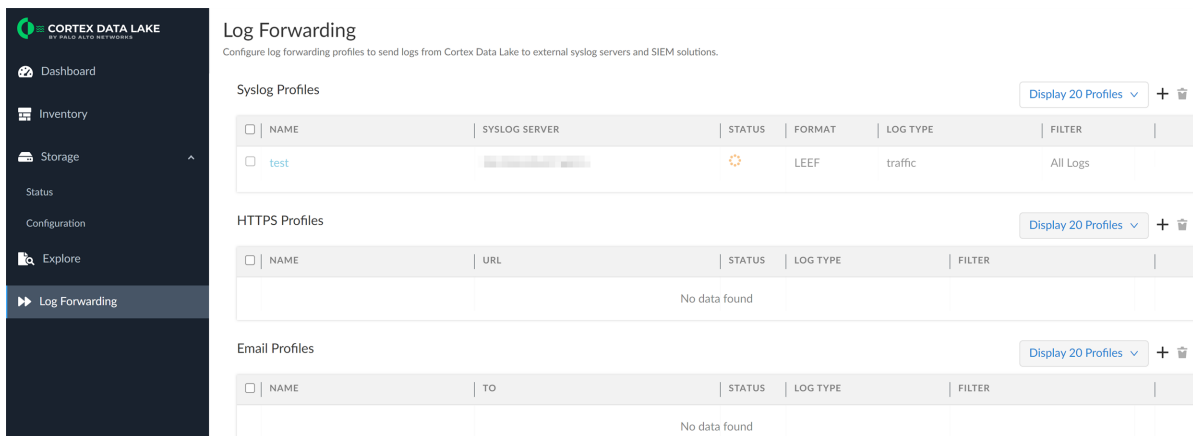 CORTEX DATA LAKE
BY PALO ALTO NETWORKS
Dashboard
Inventory
Storage
Status
Configuration
Explore
Log Forwarding
Log Forwarding
Configure log forwarding profiles to send logs from Cortex Data Lake to external syslog servers and SIEM solutions.
Syslog Profiles
Display 20 Profiles
NAME SYSLOG SERVER STATUS FORMAT LOG TYPE FILTER
test LEEF traffic All Logs
HTTPS Profiles
Display 20 Profiles
NAME URL STATUS LOG TYPE FILTER
No data found
Email Profiles
Display 20 Profiles
NAME TO STATUS LOG TYPE FILTER
No data found